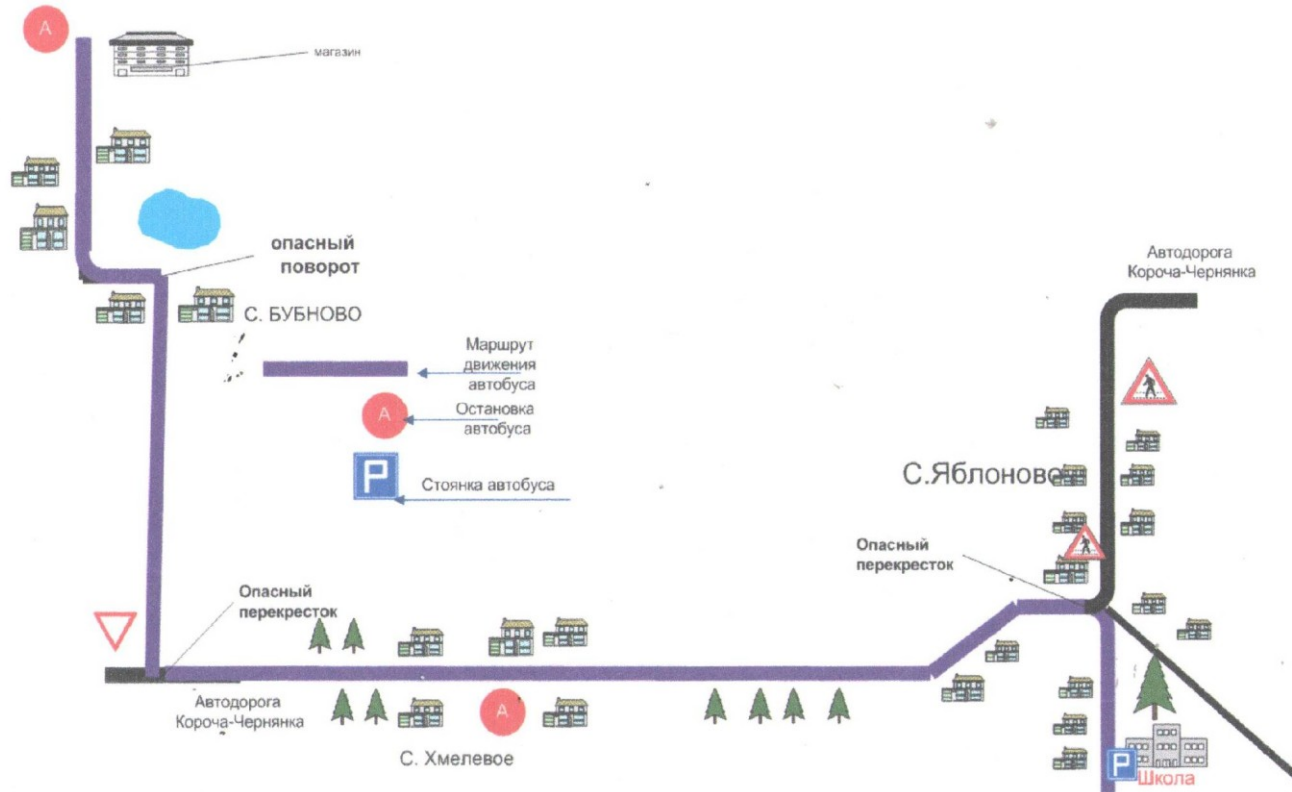 А
магазин
опасный
поворот
С. БУБНОВО
Маршрут
движения
автобуса
А
Остановка
автобуса
P
Стоянка автобуса
Автодорога
Короча-Чернянка
С.Яблоново
Опасный
перекресток
Опасный
перекресток
Автодорога
Короча-Чернянка
А
С. Хмелевое
P
Школа